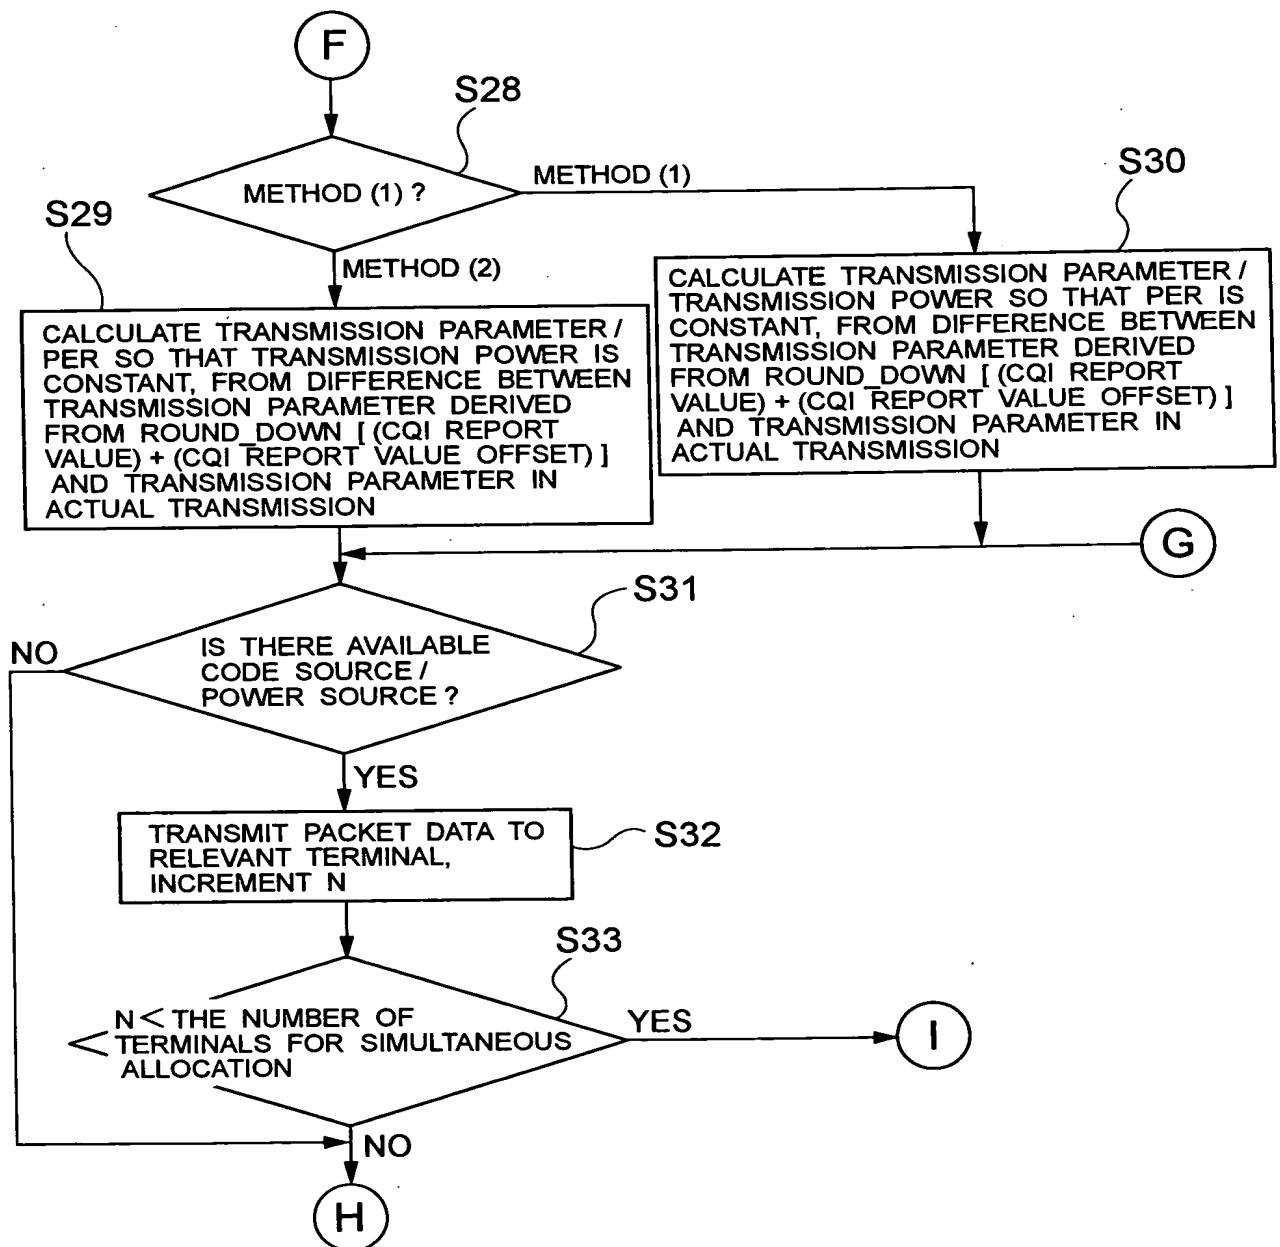 F
S28
METHOD (1) ?
METHOD (1)
S30
S29
METHOD (2)
CALCULATE TRANSMISSION PARAMETER /
TRANSMISSION POWER SO THAT PER IS
CONSTANT, FROM DIFFERENCE BETWEEN
TRANSMISSION PARAMETER DERIVED
FROM ROUND_DOWN [ (CQI REPORT
VALUE) + (CQI REPORT VALUE OFFSET) ]
AND TRANSMISSION PARAMETER IN
ACTUAL TRANSMISSION
CALCULATE TRANSMISSION PARAMETER /
PER SO THAT TRANSMISSION POWER IS
CONSTANT, FROM DIFFERENCE BETWEEN
TRANSMISSION PARAMETER DERIVED
FROM ROUND_DOWN [ (CQI REPORT
VALUE) + (CQI REPORT VALUE OFFSET) ]
AND TRANSMISSION PARAMETER IN
ACTUAL TRANSMISSION
G
S31
IS THERE AVAILABLE
CODE SOURCE /
POWER SOURCE ?
NO
YES
TRANSMIT PACKET DATA TO
RELEVANT TERMINAL,
INCREMENT N
S32
S33
N < THE NUMBER OF
TERMINALS FOR SIMULTANEOUS
ALLOCATION
YES
I
NO
H